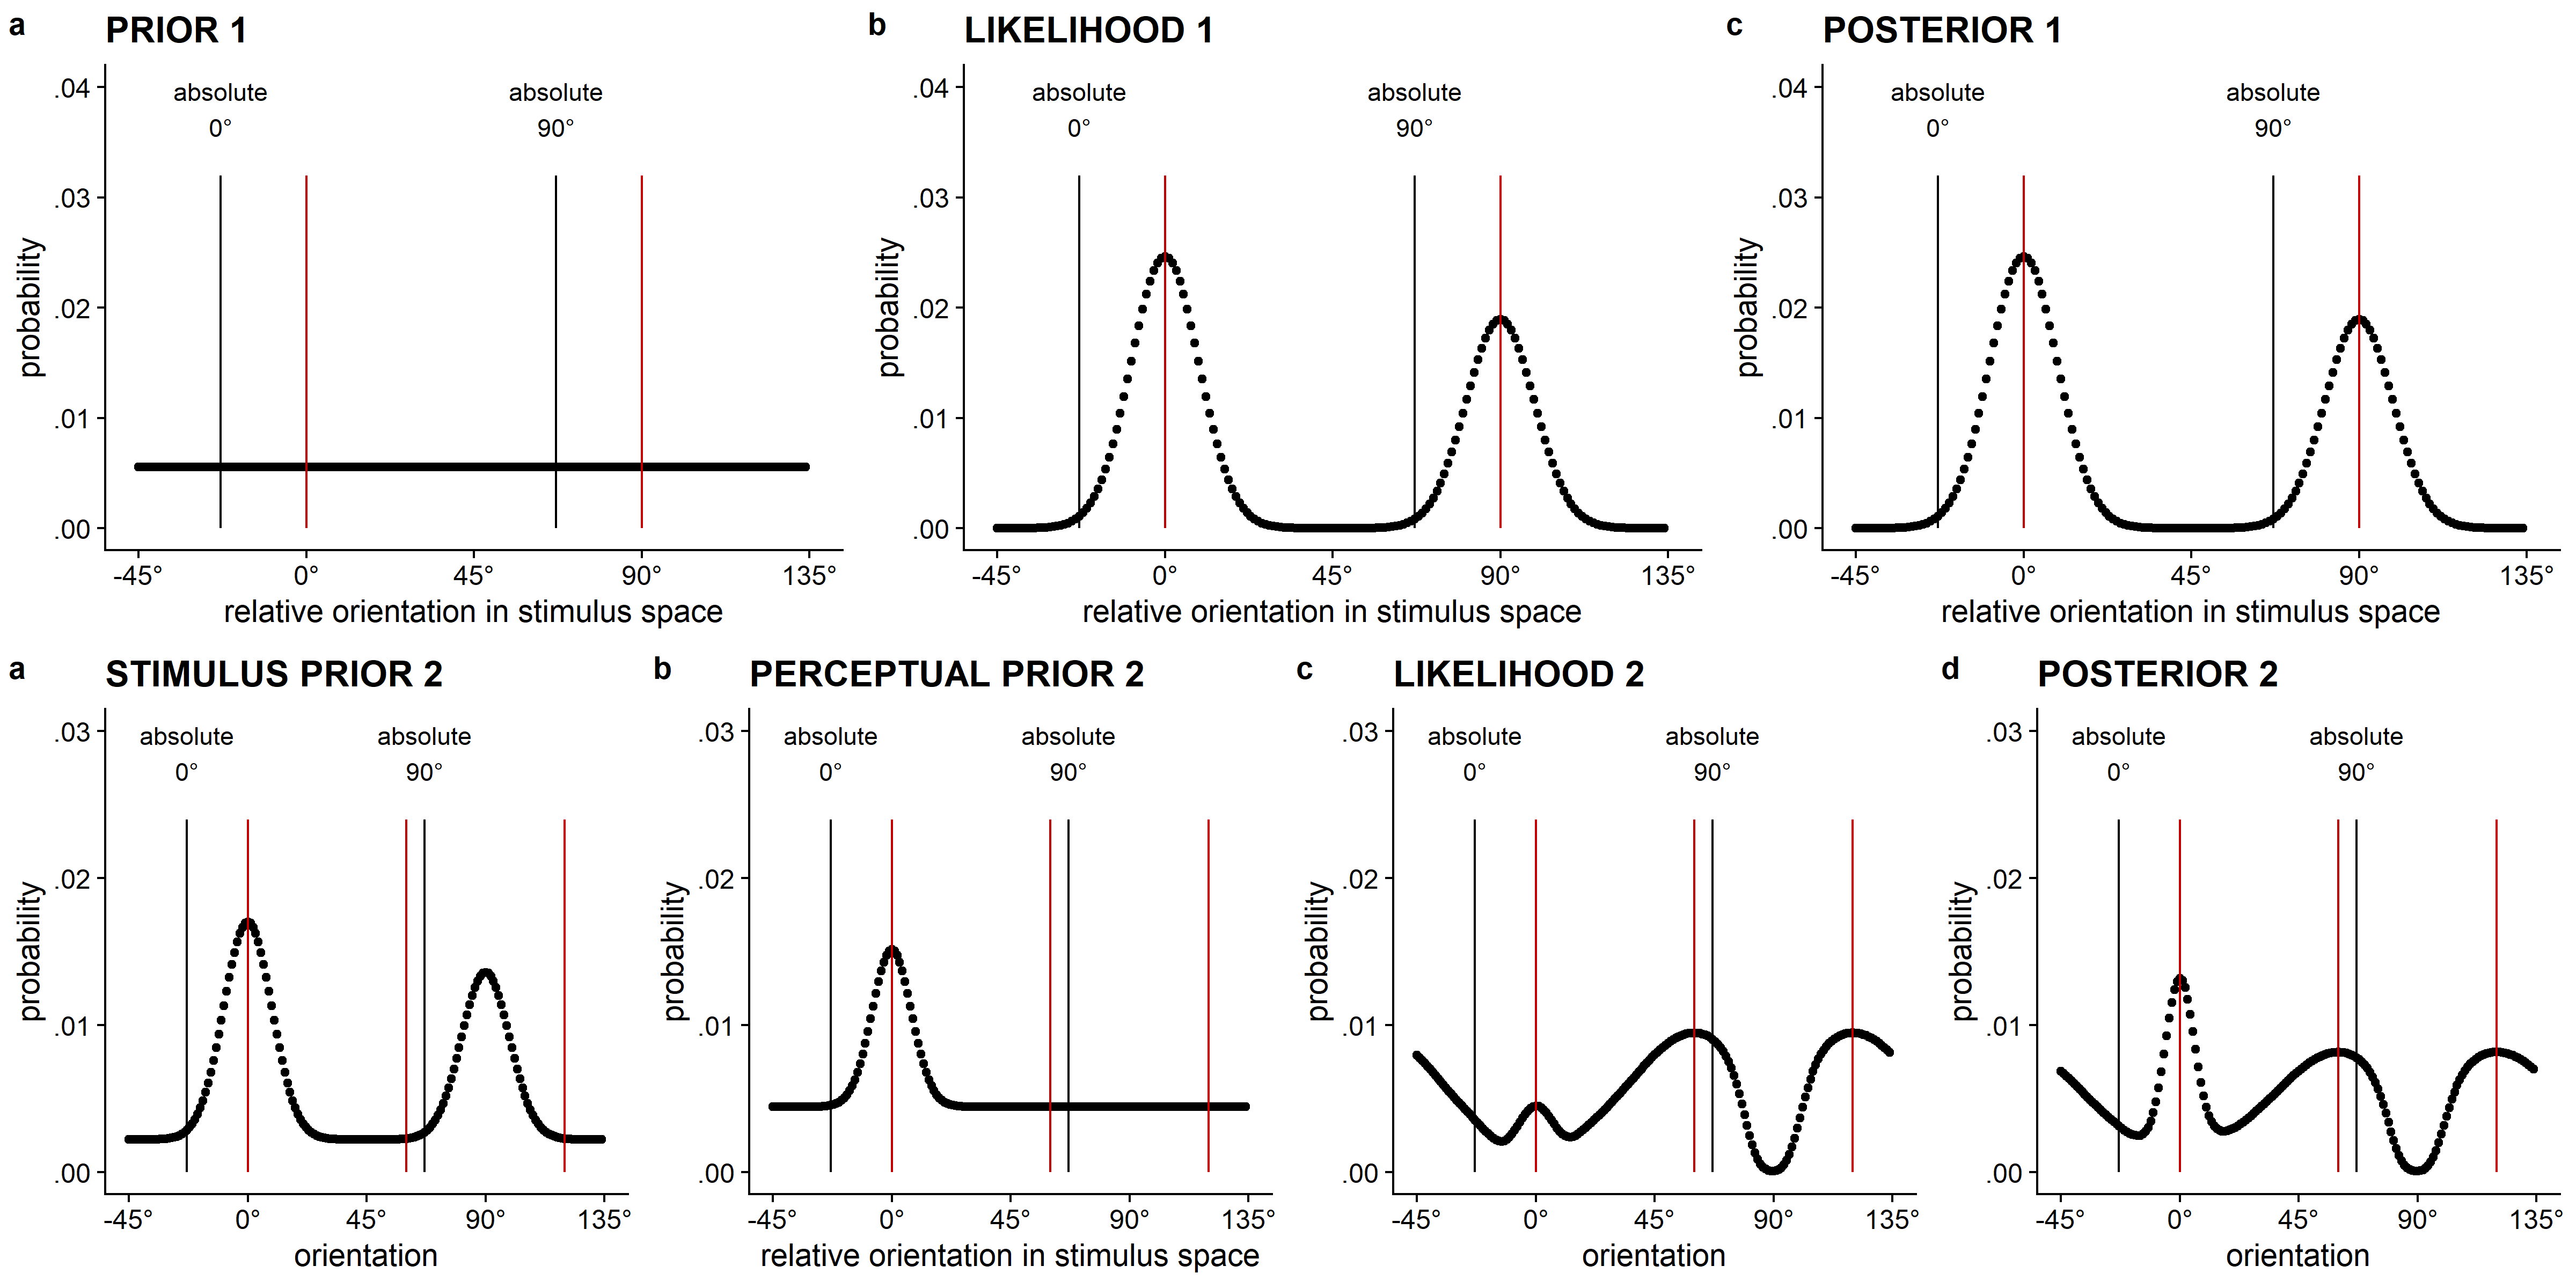 a PRIOR 1
absolute 0°
absolute 90°
.04
.03
.02
.01
.00
probability
-45° 0° 45° 90° 135°
relative orientation in stimulus space
b LIKELIHOOD 1
absolute 0°
absolute 90°
.04
.03
.02
.01
.00
probability
-45° 0° 45° 90° 135°
relative orientation in stimulus space
c POSTERIOR 1
absolute 0°
absolute 90°
.04
.03
.02
.01
.00
probability
-45° 0° 45° 90° 135°
relative orientation in stimulus space
a STIMULUS PRIOR 2
absolute 0°
absolute 90°
.03
.02
.01
.00
probability
-45° 0° 45° 90° 135°
orientation
b PERCEPTUAL PRIOR 2
absolute 0°
absolute 90°
.03
.02
.01
.00
probability
-45° 0° 45° 90° 135°
relative orientation in stimulus space
c LIKELIHOOD 2
absolute 0°
absolute 90°
.03
.02
.01
.00
probability
-45° 0° 45° 90° 135°
orientation
d POSTERIOR 2
absolute 0°
absolute 90°
.03
.02
.01
.00
probability
-45° 0° 45° 90° 135°
orientation